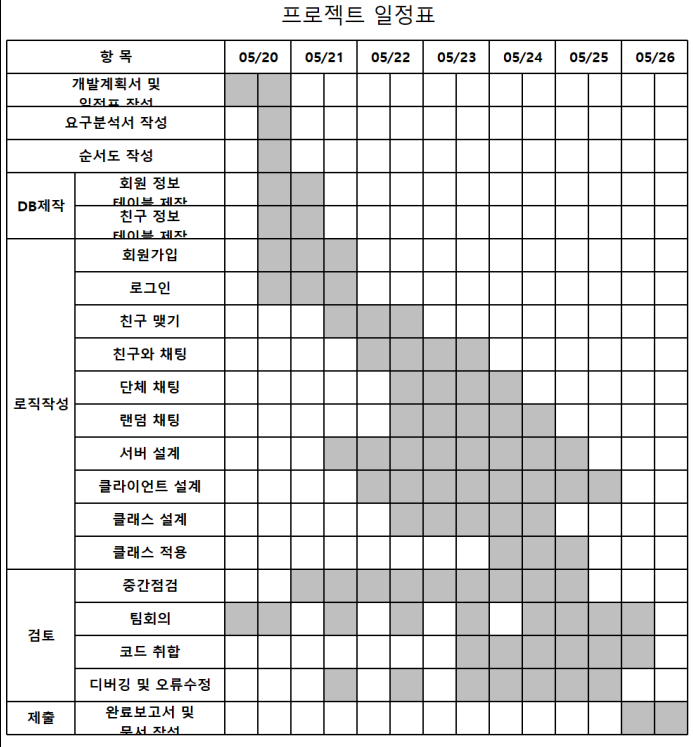 프로젝트 일정표
항 목 05/20 05/21 05/22 05/23 05/24 05/25 05/26
개발계획서 및
일정표 작성
요구분석서 작성
순서도 작성
DB제작
회원 정보
테이블 제작
친구 정보
테이블 제작
로직작성
회원가입
로그인
친구 맺기
친구와 채팅
단체 채팅
랜덤 채팅
서버 설계
클라이언트 설계
클래스 설계
클래스 적용
검토
중간점검
팀회의
코드 취합
디버깅 및 오류수정
제출
완료보고서 및
문서 작성